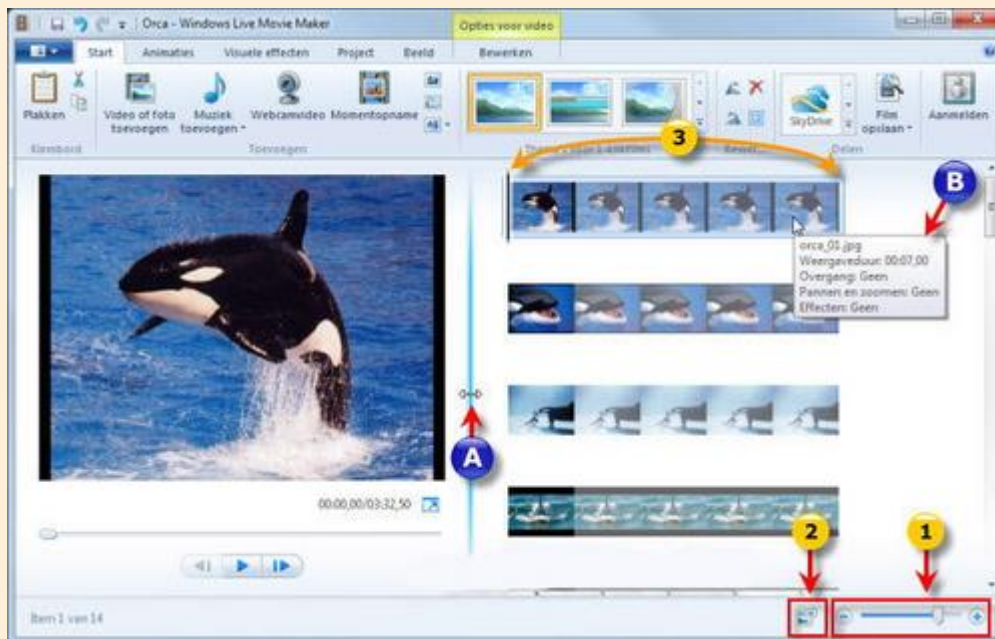 Orca - Windows Live Movie Maker
Opties voor video
Start Animaties Visuele effecten Project Beeld Bewerken
Plakken
Video of foto toevoegen
Muziek toevoegen
Webcamvideo
Momentopname
SkyDrive
Film opslaan
Aanmelden
Klembord
Toevoegen
Delen
3
B
orca_01.jpg
Weergaveduur: 00:07,00
Overgang: Geen
Pannen en zoomen: Geen
Effecten: Geen
A
00:00,00/03:32,50
2
1
Item 1 van 14